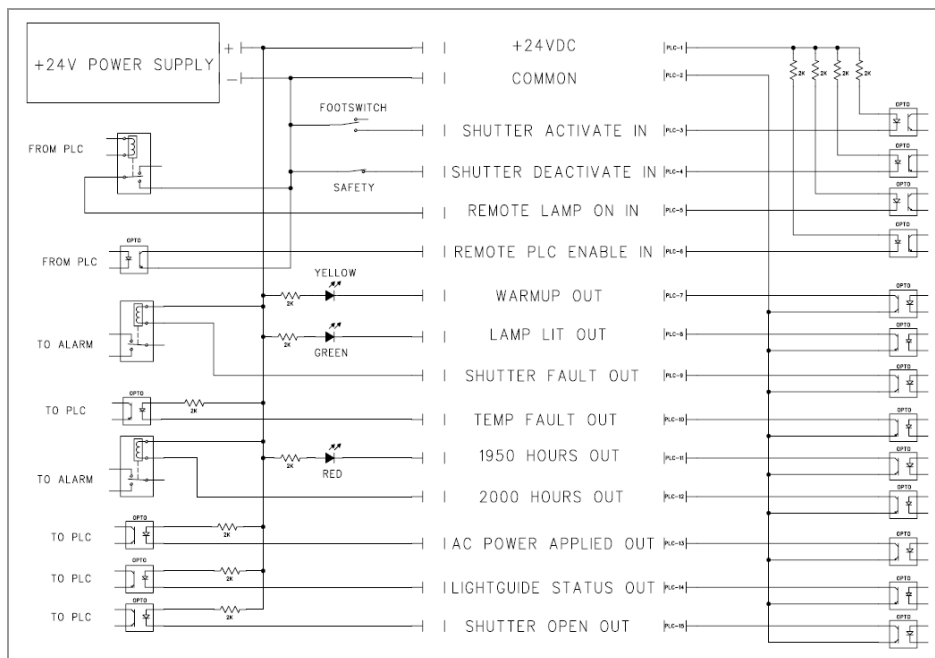 +24V POWER SUPPLY
+
−
+24VDC
PLC-1
COMMON
PLC-2
2K
2K
2K
2K
FOOTSWITCH
SHUTTER ACTIVATE IN
PLC-3
OPTO
FROM PLC
SHUTTER DEACTIVATE IN
PLC-4
OPTO
SAFETY
REMOTE LAMP ON IN
PLC-5
OPTO
OPTO
FROM PLC
REMOTE PLC ENABLE IN
PLC-6
OPTO
YELLOW
2K
WARMUP OUT
PLC-7
OPTO
TO ALARM
2K
GREEN
LAMP LIT OUT
PLC-8
OPTO
SHUTTER FAULT OUT
PLC-9
OPTO
OPTO
TO PLC
2K
TEMP FAULT OUT
PLC-10
OPTO
TO ALARM
2K
RED
1950 HOURS OUT
PLC-11
OPTO
2000 HOURS OUT
PLC-12
OPTO
OPTO
TO PLC
2K
AC POWER APPLIED OUT
PLC-13
OPTO
OPTO
TO PLC
2K
LIGHTGUIDE STATUS OUT
PLC-14
OPTO
OPTO
TO PLC
2K
SHUTTER OPEN OUT
PLC-15
OPTO